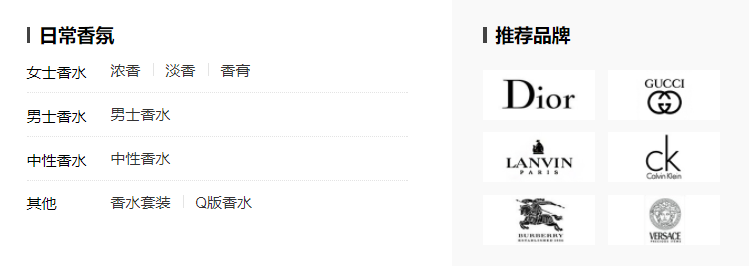 日常香氛
女士香水 浓香 淡香 香膏
男士香水 男士香水
中性香水 中性香水
其他 香水套装 Q版香水
推荐品牌
Dior GUCCI
LANVIN
PARIS
ck
Calvin Klein
BURBERRY
ESTABLISHED 1856
VERSACE